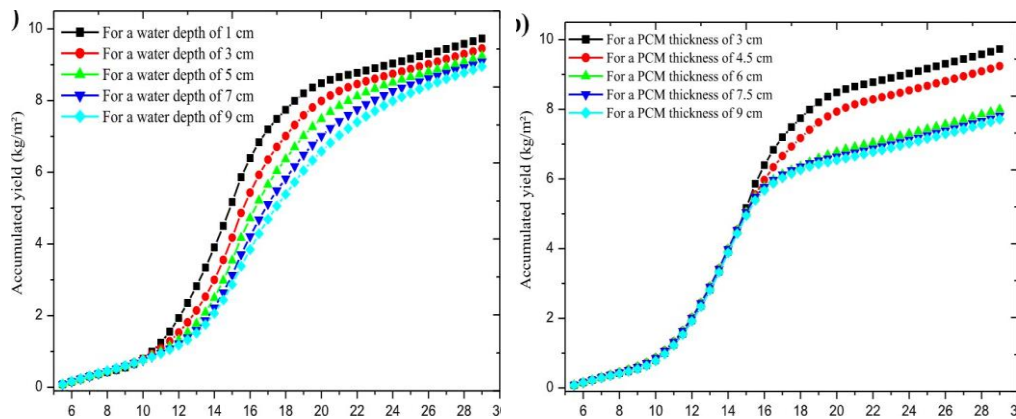 )
For a water depth of 1 cm
For a water depth of 3 cm
For a water depth of 5 cm
For a water depth of 7 cm
For a water depth of 9 cm
Accumulated yield (kg/m²)
10
8
6
4
2
0
6 8 10 12 14 16 18 20 22 24 26 28 30
b)
For a PCM thickness of 3 cm
For a PCM thickness of 4.5 cm
For a PCM thickness of 6 cm
For a PCM thickness of 7.5 cm
For a PCM thickness of 9 cm
Accumulated yield (kg/m²)
10
8
6
4
2
0
6 8 10 12 14 16 18 20 22 24 26 28